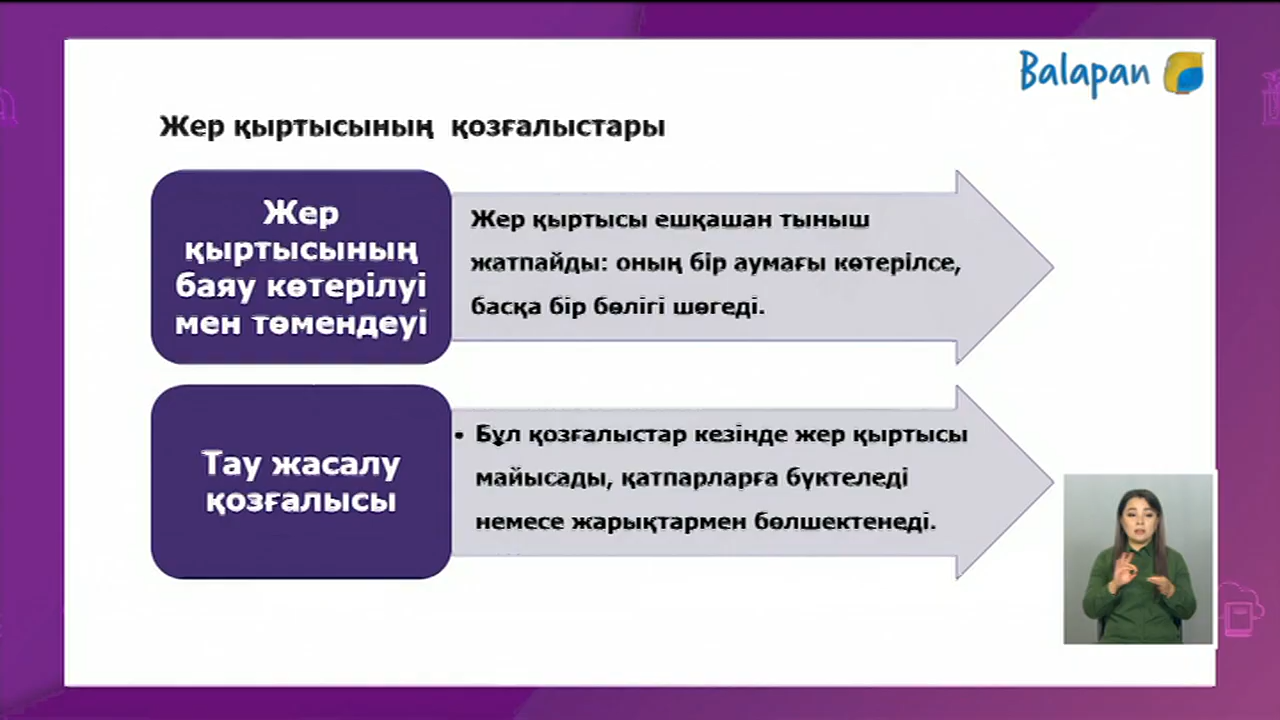 Balapan
Жер қыртысының қозғалыстары
Жер
қыртысының
баяу көтерілуі
мен төмендеуі
Жер қыртысы ешқашан тыныш
жатпайды: оның бір аумағы көтерілсе,
басқа бір бөлігі шөгеді.
Тау жасалу
қозғалысы
• Бұл қозғалыстар кезінде жер қыртысы
майысады, қатпарларға бүктеледі
немесе жарықтармен бөлшектенеді.